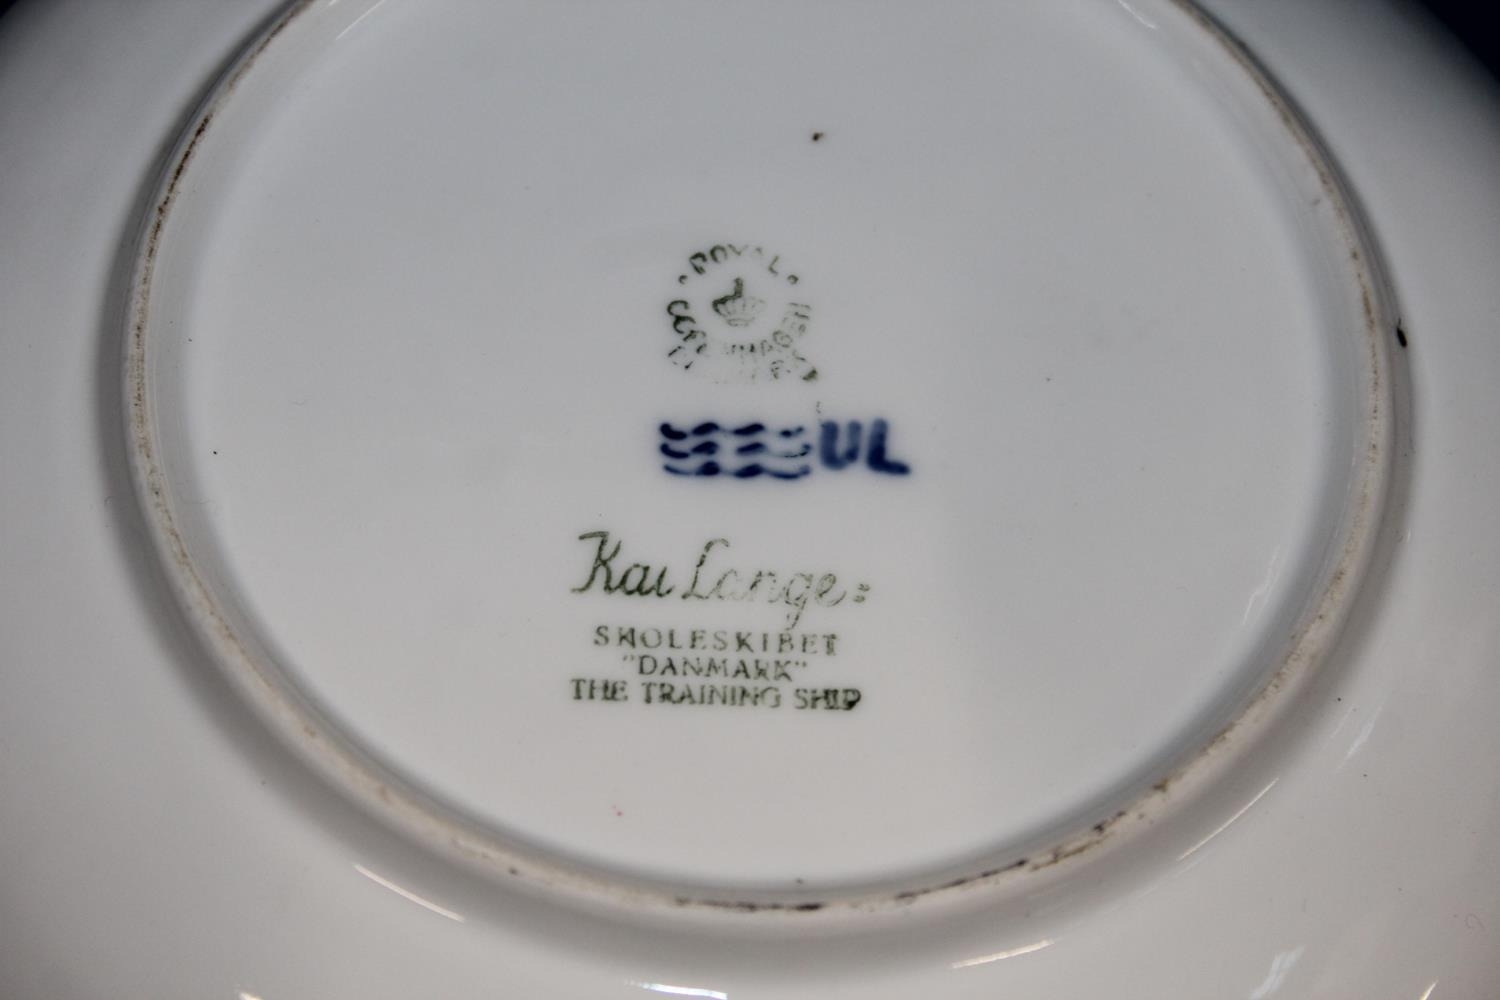 ROYAL
COPENHAGEN
UL
Kai Lange:
SKOLESKIBET
"DANMARK"
THE TRAINING SHIP